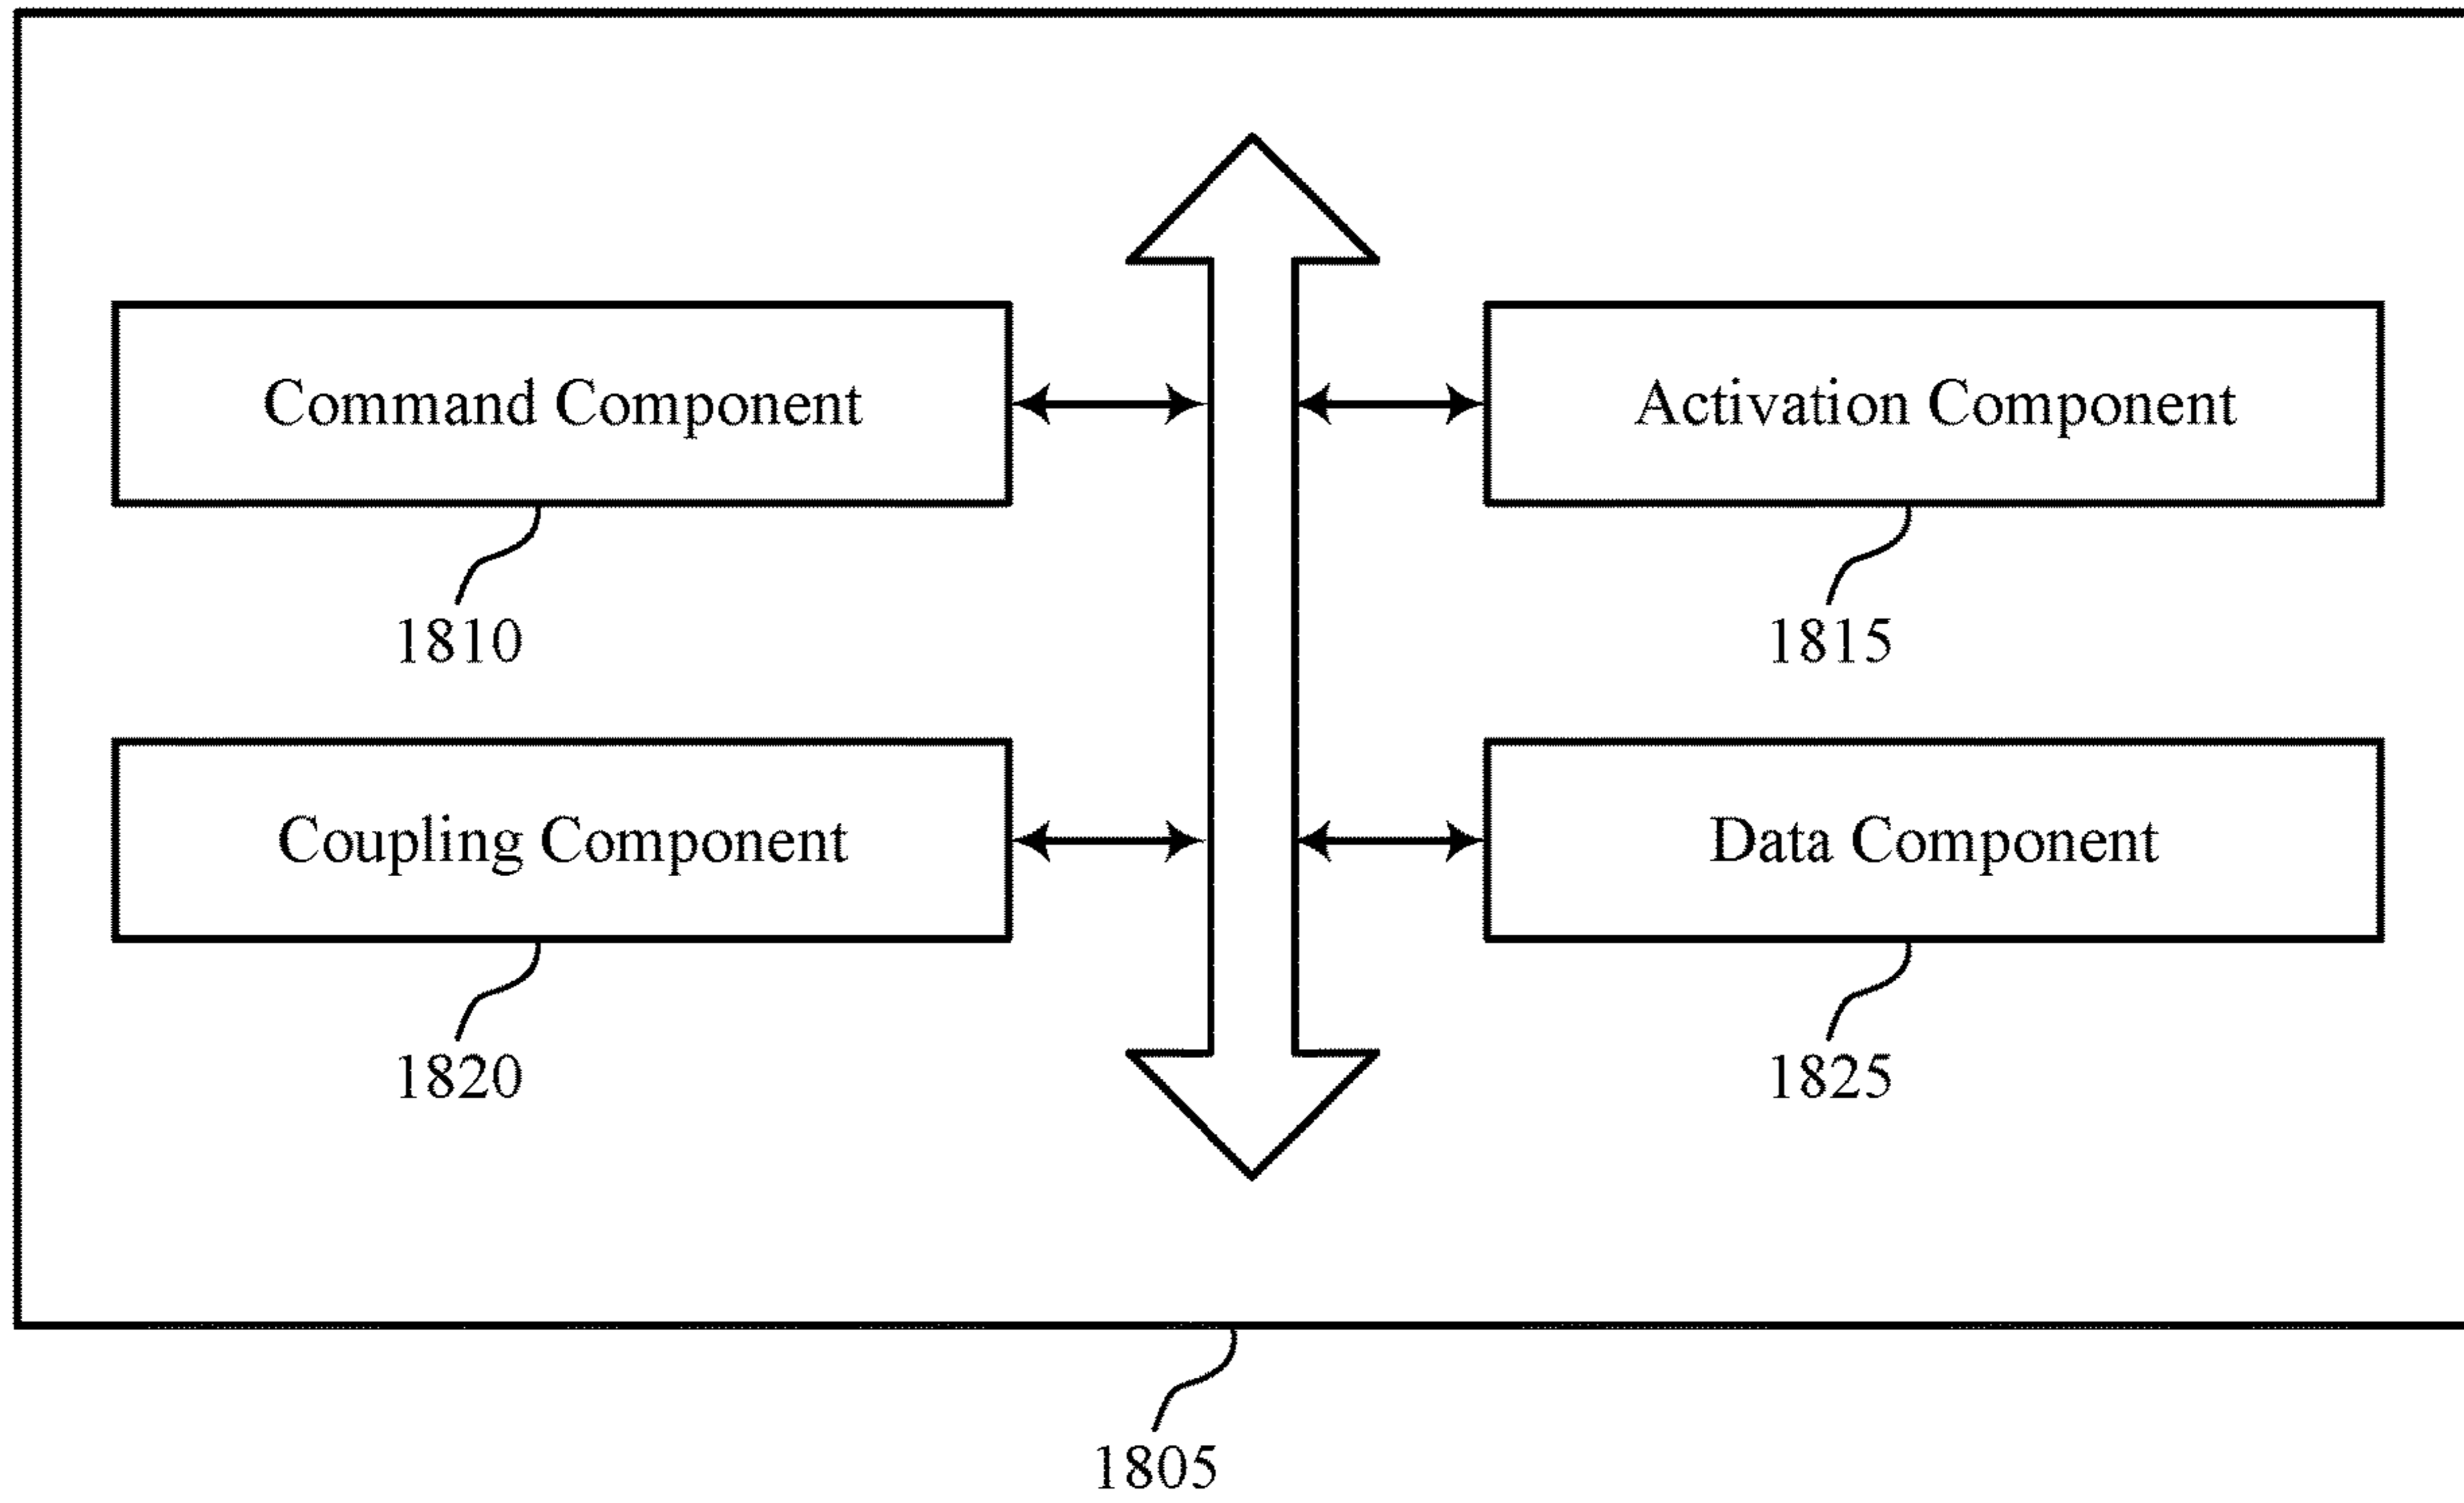 Command Component
Activation Component
1810
1815
Coupling Component
Data Component
1820
1825
1805